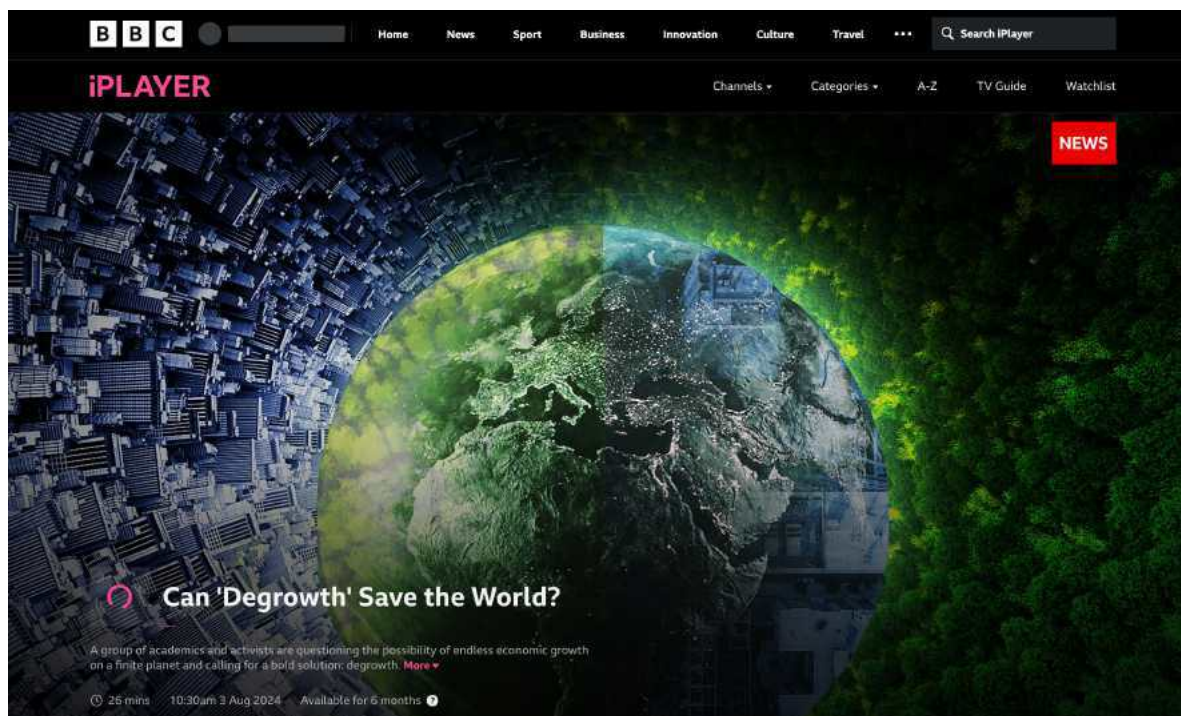 BBC Home News Sport Business Innovation Culture Travel ••• Search iPlayer
iPLAYER Channels Categories A-Z TV Guide Watchlist
NEWS
Can 'Degrowth' Save the World?
A group of academics and activists are questioning the possibility of endless economic growth
on a finite planet and calling for a bold solution: degrowth. More
26 mins 10:30am 3 Aug 2024 Available for 6 months ?